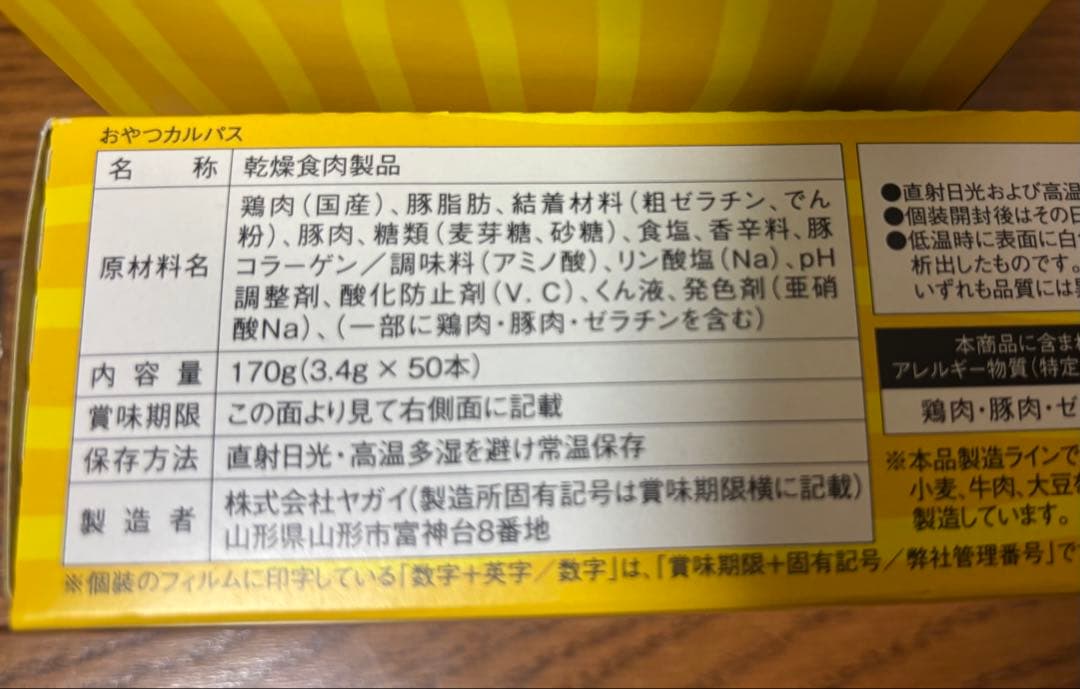 おやつカルパス
名称 乾燥食肉製品
原材料名 鶏肉(国産)、豚脂肪、結着材料(粗ゼラチン、でん
粉)、豚肉、糖類(麦芽糖、砂糖)、食塩、香辛料、豚
コラーゲン／調味料(アミノ酸)、リン酸塩(Na)、pH
調整剤、酸化防止剤(V.C)、くん液、発色剤(亜硝
酸Na)、(一部に鶏肉・豚肉・ゼラチンを含む)
内容量 170g(3.4g×50本)
賞味期限 この面より見て右側面に記載
保存方法 直射日光・高温多湿を避け常温保存
製造者 株式会社ヤガイ(製造所固有記号は賞味期限横に記載)
山形県山形市富神台8番地
※個装のフィルムに印字している「数字+英字／数字」は、「賞味期限+固有記号／弊社管理番号」で
●直射日光および高温
●個装開封後はその日
●低温時に表面に白
析出したものです。
いずれも品質には
本商品に含ま
アレルギー物質(特定
鶏肉・豚肉・ゼ
※本品製造ラインで
小麦、牛肉、大豆
製造しています。